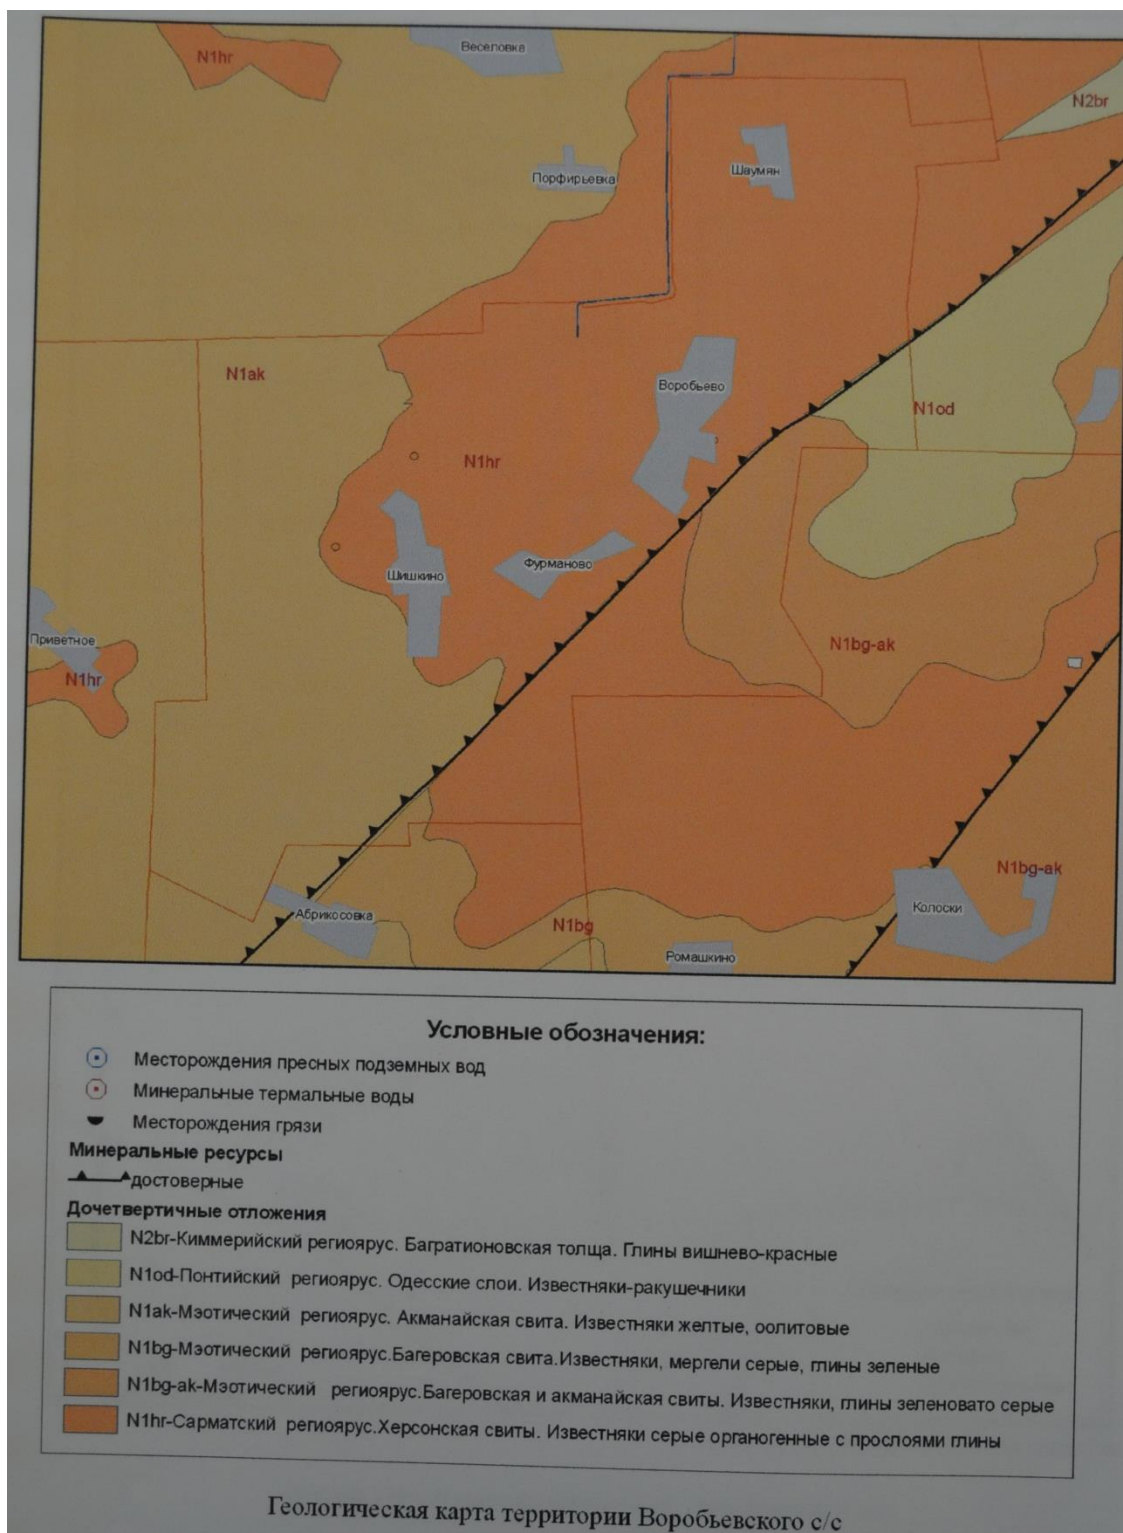 N1hr
Веселовка
N2br
Порфирьевка
Шаумян
N1ak
Воробьево
N1od
N1hr
Шишкино
Фурманово
Приветное
N1hr
N1bg-ak
N1bg-ak
Абрикосовка
N1bg
Колоски
Ромашкино
Условные обозначения:
Месторождения пресных подземных вод
Минеральные термальные воды
Месторождения грязи
Минеральные ресурсы
достоверные
Дочетвертичные отложения
N2br-Киммерийский региоярус. Багратионовская толща. Глины вишнево-красные
N1od-Понтийский региоярус. Одесские слои. Известняки-ракушечники
N1ak-Мэотический региоярус. Акманайская свита. Известняки желтые, оолитовые
N1bg-Мэотический региоярус.Багеровская свита.Известняки, мергели серые, глины зеленые
N1bg-ak-Мэотический региоярус.Багеровская и акманайская свиты. Известняки, глины зеленовато серые
N1hr-Сарматский региоярус.Херсонская свиты. Известняки серые органогенные с прослоями глины
Геологическая карта территории Воробьевского с/с